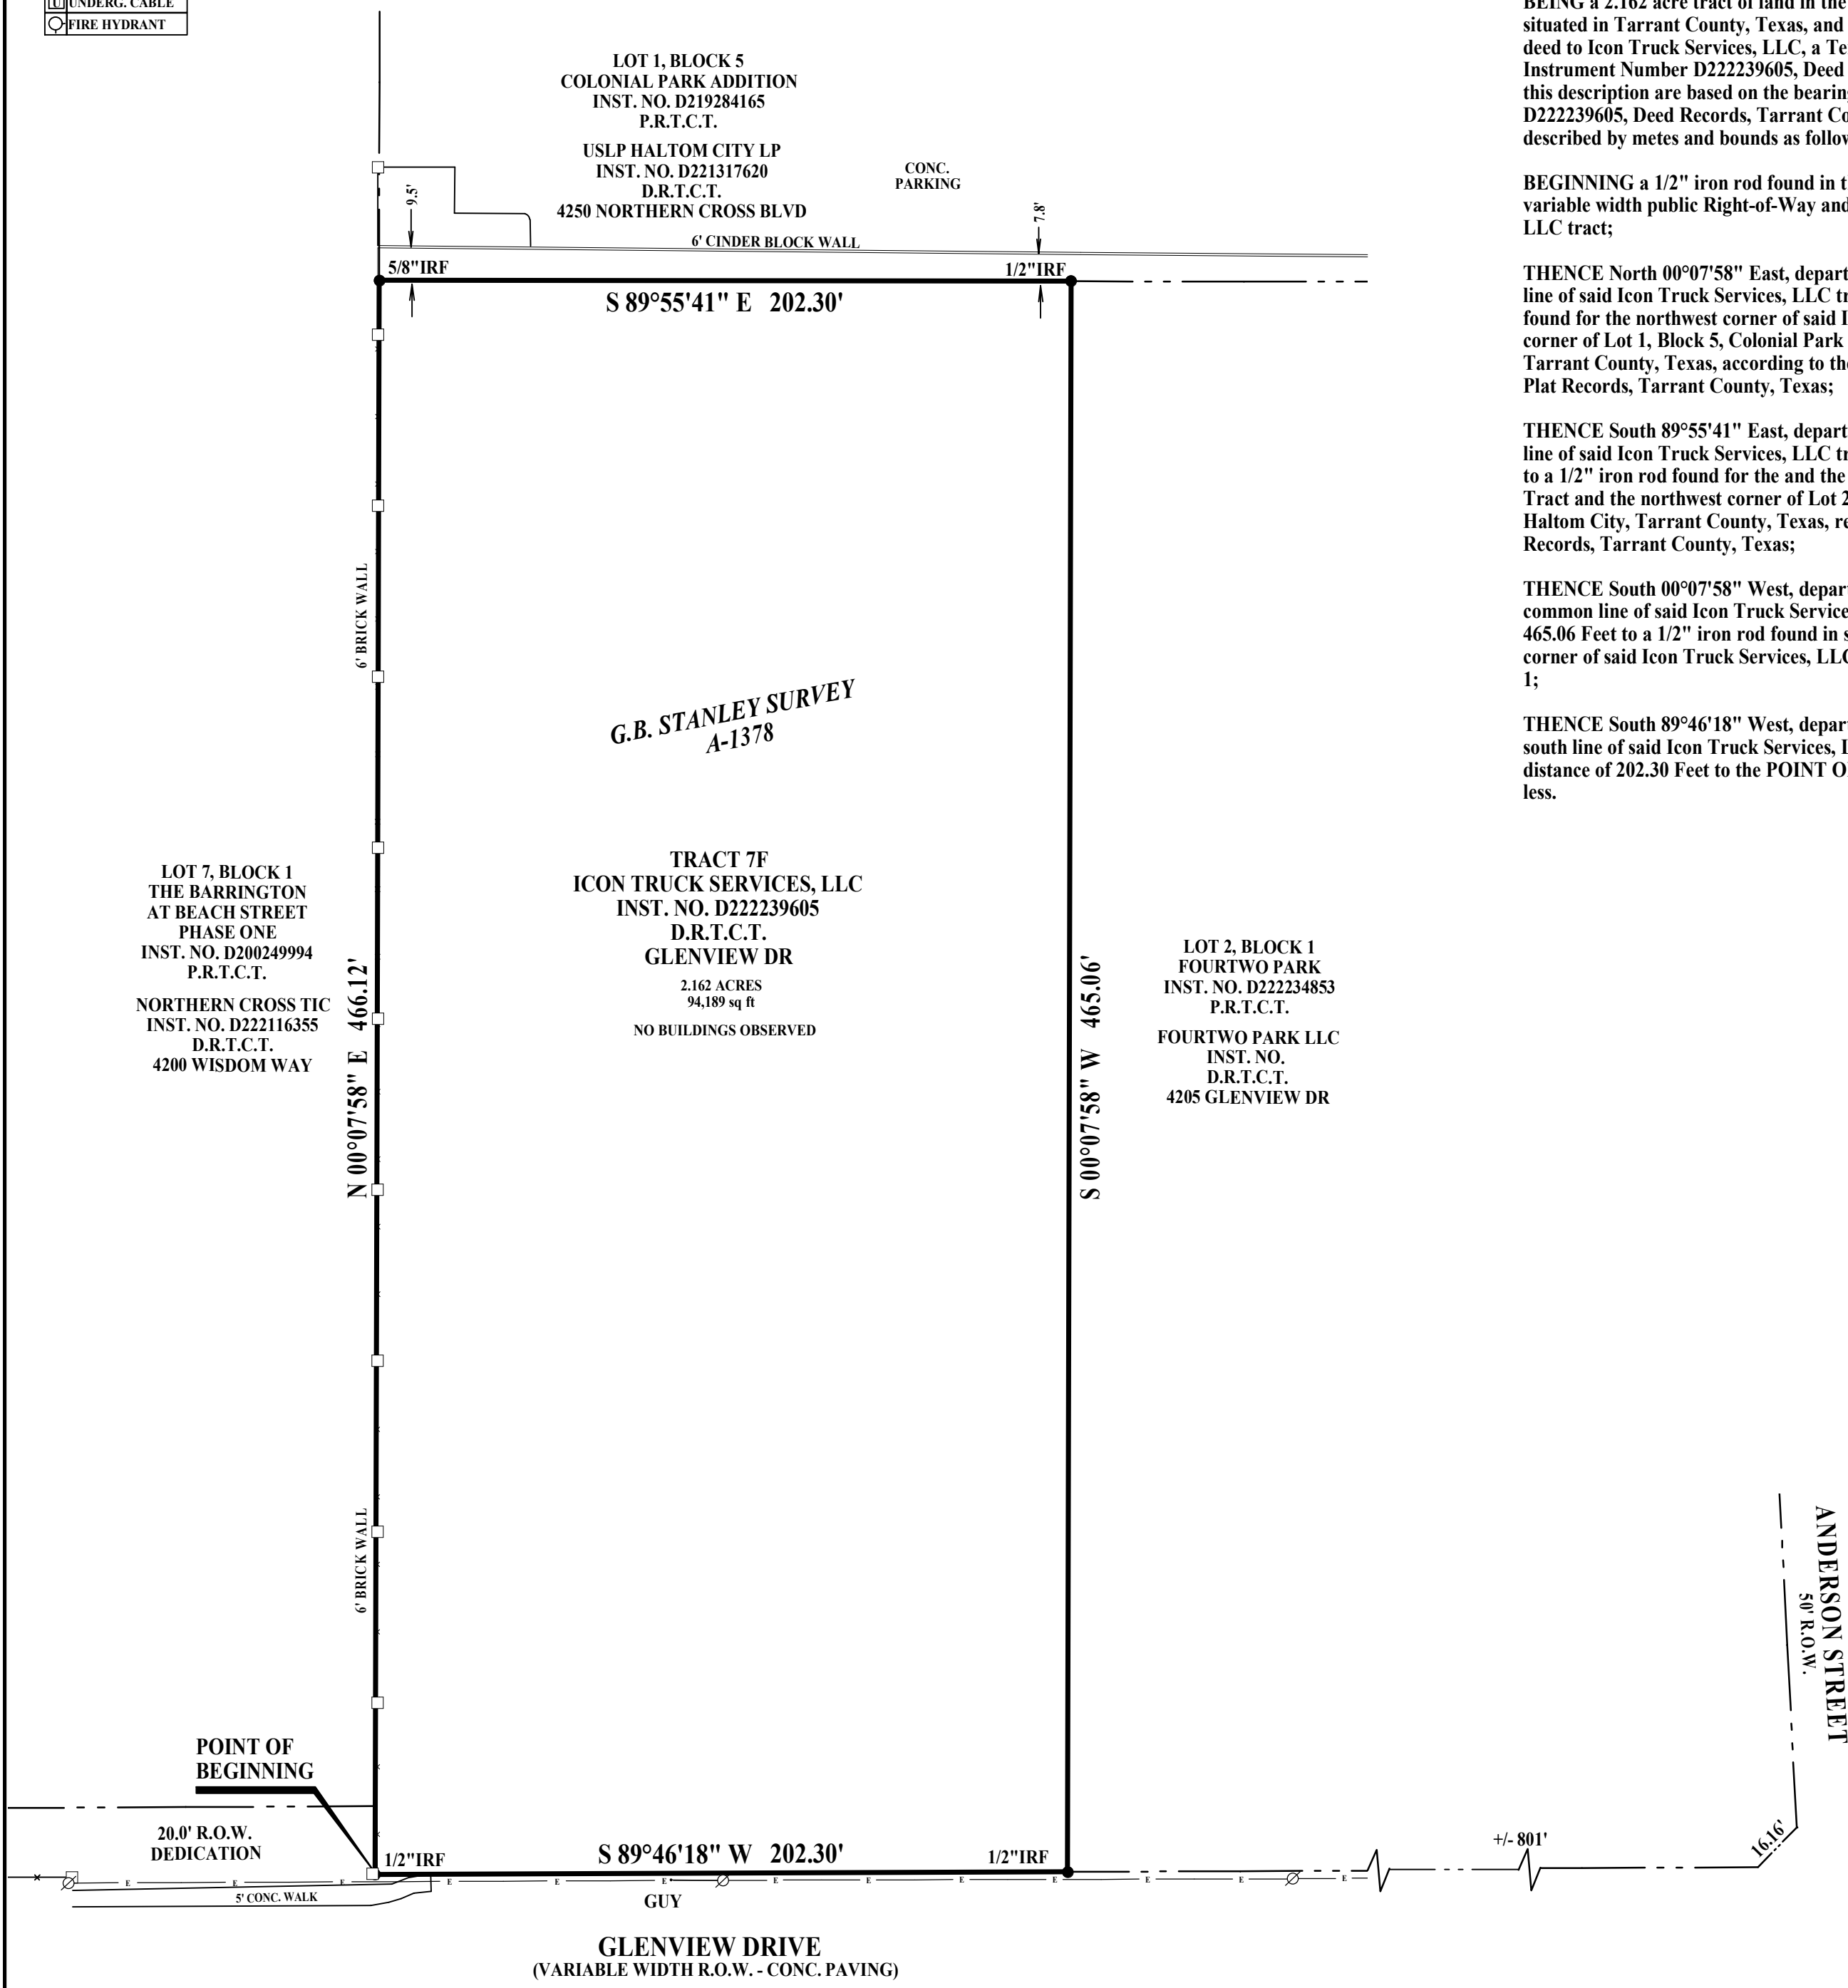 U UNDERG. CABLE
FIRE HYDRANT
LOT 1, BLOCK 5
COLONIAL PARK ADDITION
INST. NO. D219284165
P.R.T.C.T.
USLP HALTOM CITY LP
INST. NO. D221317620
D.R.T.C.T.
4250 NORTHERN CROSS BLVD
CONC.
PARKING
9.5'
7.8'
6' CINDER BLOCK WALL
5/8"IRF
1/2"IRF
S 89°55'41" E 202.30'
6' BRICK WALL
G.B. STANLEY SURVEY
A-1378
LOT 7, BLOCK 1
THE BARRINGTON
AT BEACH STREET
PHASE ONE
INST. NO. D200249994
P.R.T.C.T.
NORTHERN CROSS TIC
INST. NO. D222116355
D.R.T.C.T.
4200 WISDOM WAY
N 00°07'58" E 466.12'
TRACT 7F
ICON TRUCK SERVICES, LLC
INST. NO. D222239605
D.R.T.C.T.
GLENVIEW DR
2.162 ACRES
94,189 sq ft
NO BUILDINGS OBSERVED
S 00°07'58" W 465.06'
LOT 2, BLOCK 1
FOURTWO PARK
INST. NO. D222234853
P.R.T.C.T.
FOURTWO PARK LLC
INST. NO.
D.R.T.C.T.
4205 GLENVIEW DR
6' BRICK WALL
POINT OF
BEGINNING
20.0' R.O.W.
DEDICATION
1/2"IRF
S 89°46'18" W 202.30'
1/2"IRF
+/- 801'
16.16'
ANDERSON STREET
50' R.O.W.
E E E E E E E E E E E E
5' CONC. WALK
GUY
GLENVIEW DRIVE
(VARIABLE WIDTH R.O.W. - CONC. PAVING)
BEING a 2.162 acre tract of land in the
situated in Tarrant County, Texas, and
deed to Icon Truck Services, LLC, a Te
Instrument Number D222239605, Deed
this description are based on the bearin
D222239605, Deed Records, Tarrant Co
described by metes and bounds as follow
BEGINNING a 1/2" iron rod found in t
variable width public Right-of-Way and
LLC tract;
THENCE North 00°07'58" East, depart
line of said Icon Truck Services, LLC tr
found for the northwest corner of said I
corner of Lot 1, Block 5, Colonial Park
Tarrant County, Texas, according to the
Plat Records, Tarrant County, Texas;
THENCE South 89°55'41" East, depart
line of said Icon Truck Services, LLC tr
to a 1/2" iron rod found for the and the
Tract and the northwest corner of Lot 2
Haltom City, Tarrant County, Texas, re
Records, Tarrant County, Texas;
THENCE South 00°07'58" West, depar
common line of said Icon Truck Service
465.06 Feet to a 1/2" iron rod found in s
corner of said Icon Truck Services, LLC
1;
THENCE South 89°46'18" West, depar
south line of said Icon Truck Services, L
distance of 202.30 Feet to the POINT O
less.